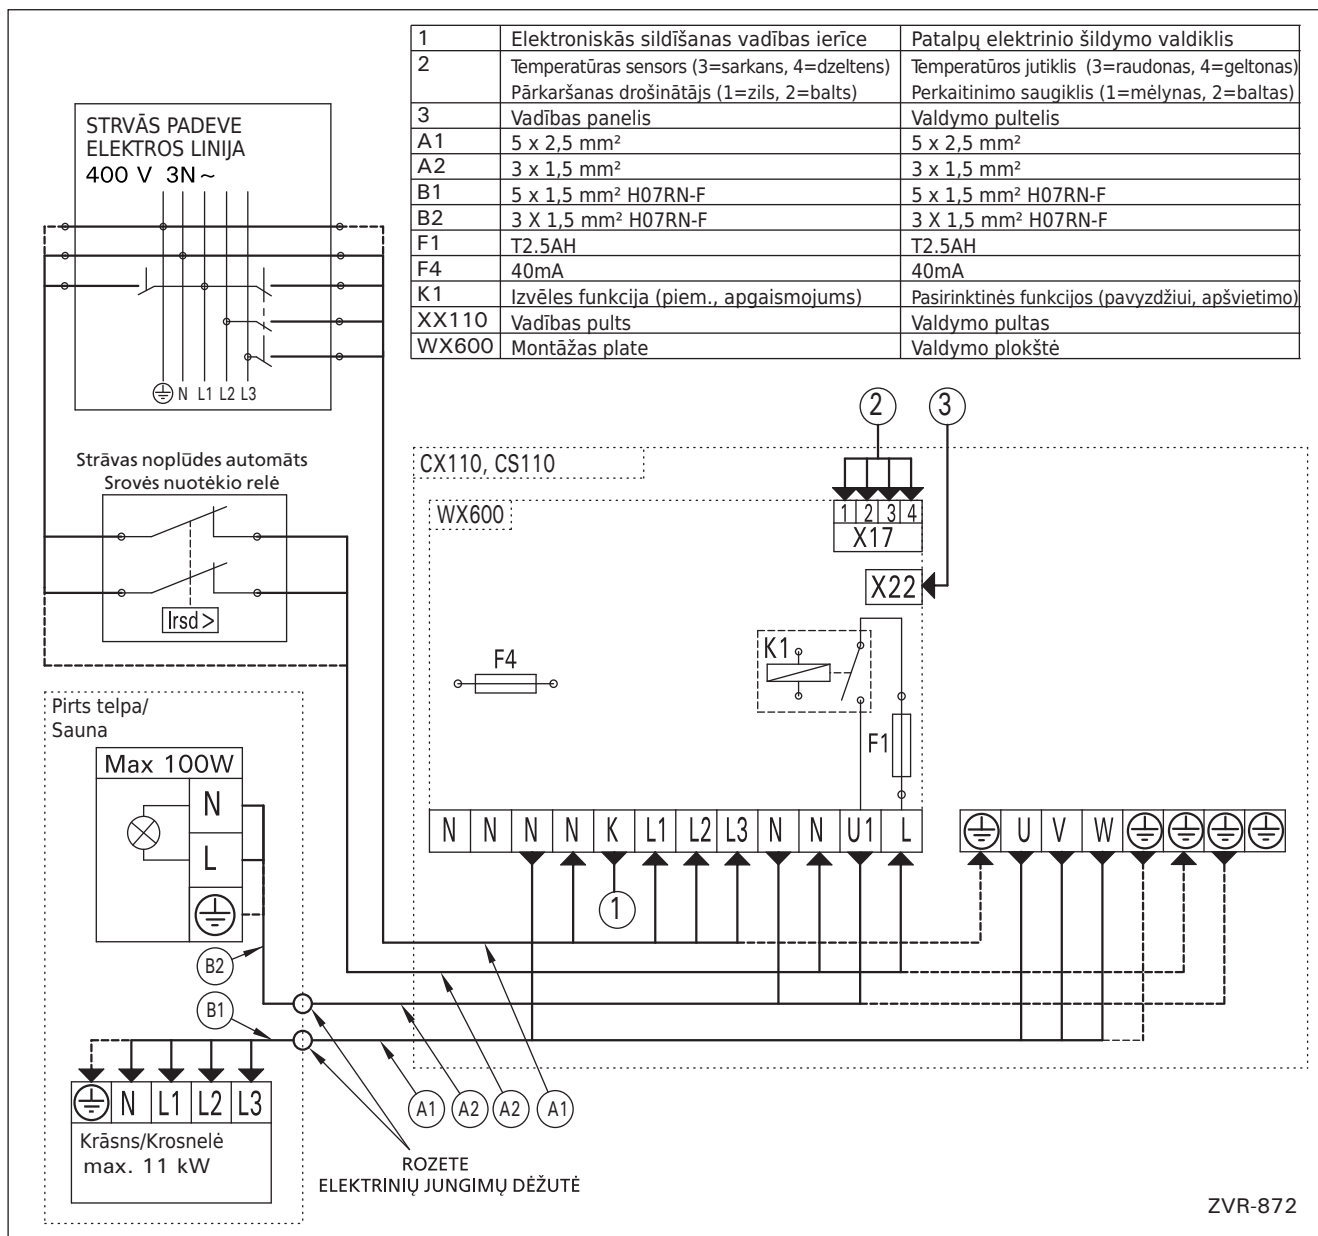 1 Elektroniskās sildīšanas vadības ierīce Patalpų elektrinio šildymo valdiklis
2 Temperatūras sensors (3=sarkans, 4=dzeltens) Temperatūros jutiklis (3=raudonas, 4=geltonas)
Pārkaršanas drošinātājs (1=zils, 2=balts) Perkaitinimo saugiklis (1=mėlynas, 2=baltas)
3 Vadības panelis Valdymo pultelis
A1 5 x 2,5 mm² 5 x 2,5 mm²
A2 3 x 1,5 mm² 3 x 1,5 mm²
B1 5 x 1,5 mm² H07RN-F 5 x 1,5 mm² H07RN-F
B2 3 X 1,5 mm² H07RN-F 3 X 1,5 mm² H07RN-F
F1 T2.5AH T2.5AH
F4 40mA 40mA
K1 Izvēles funkcija (piem., apgaismojums) Pasirinktinės funkcijos (pavyzdžiui, apšvietimo)
XX110 Vadības pults Valdymo pultas
WX600 Montāžas plate Valdymo plokštė
STRVĀS PADEVE
ELEKTROS LINIJA
400 V 3N~
N L1 L2 L3
Strāvas noplūdes automāts
Srovės nuotėkio relė
Irsd>
2 3
CX110, CS110
WX600
1 2 3 4
X17
X22
K1
F4
F1
N N N N K L1 L2 L3 N N U1 L
U V W
1
Pirts telpa/
Sauna
Max 100W
N
L
B2
B1
N L1 L2 L3
Krāsns/Krosnelė
max. 11 kW
A1 A2 A2 A1
ROZETE
ELEKTRINIŲ JUNGIMŲ DĖŽUTĖ
ZVR-872